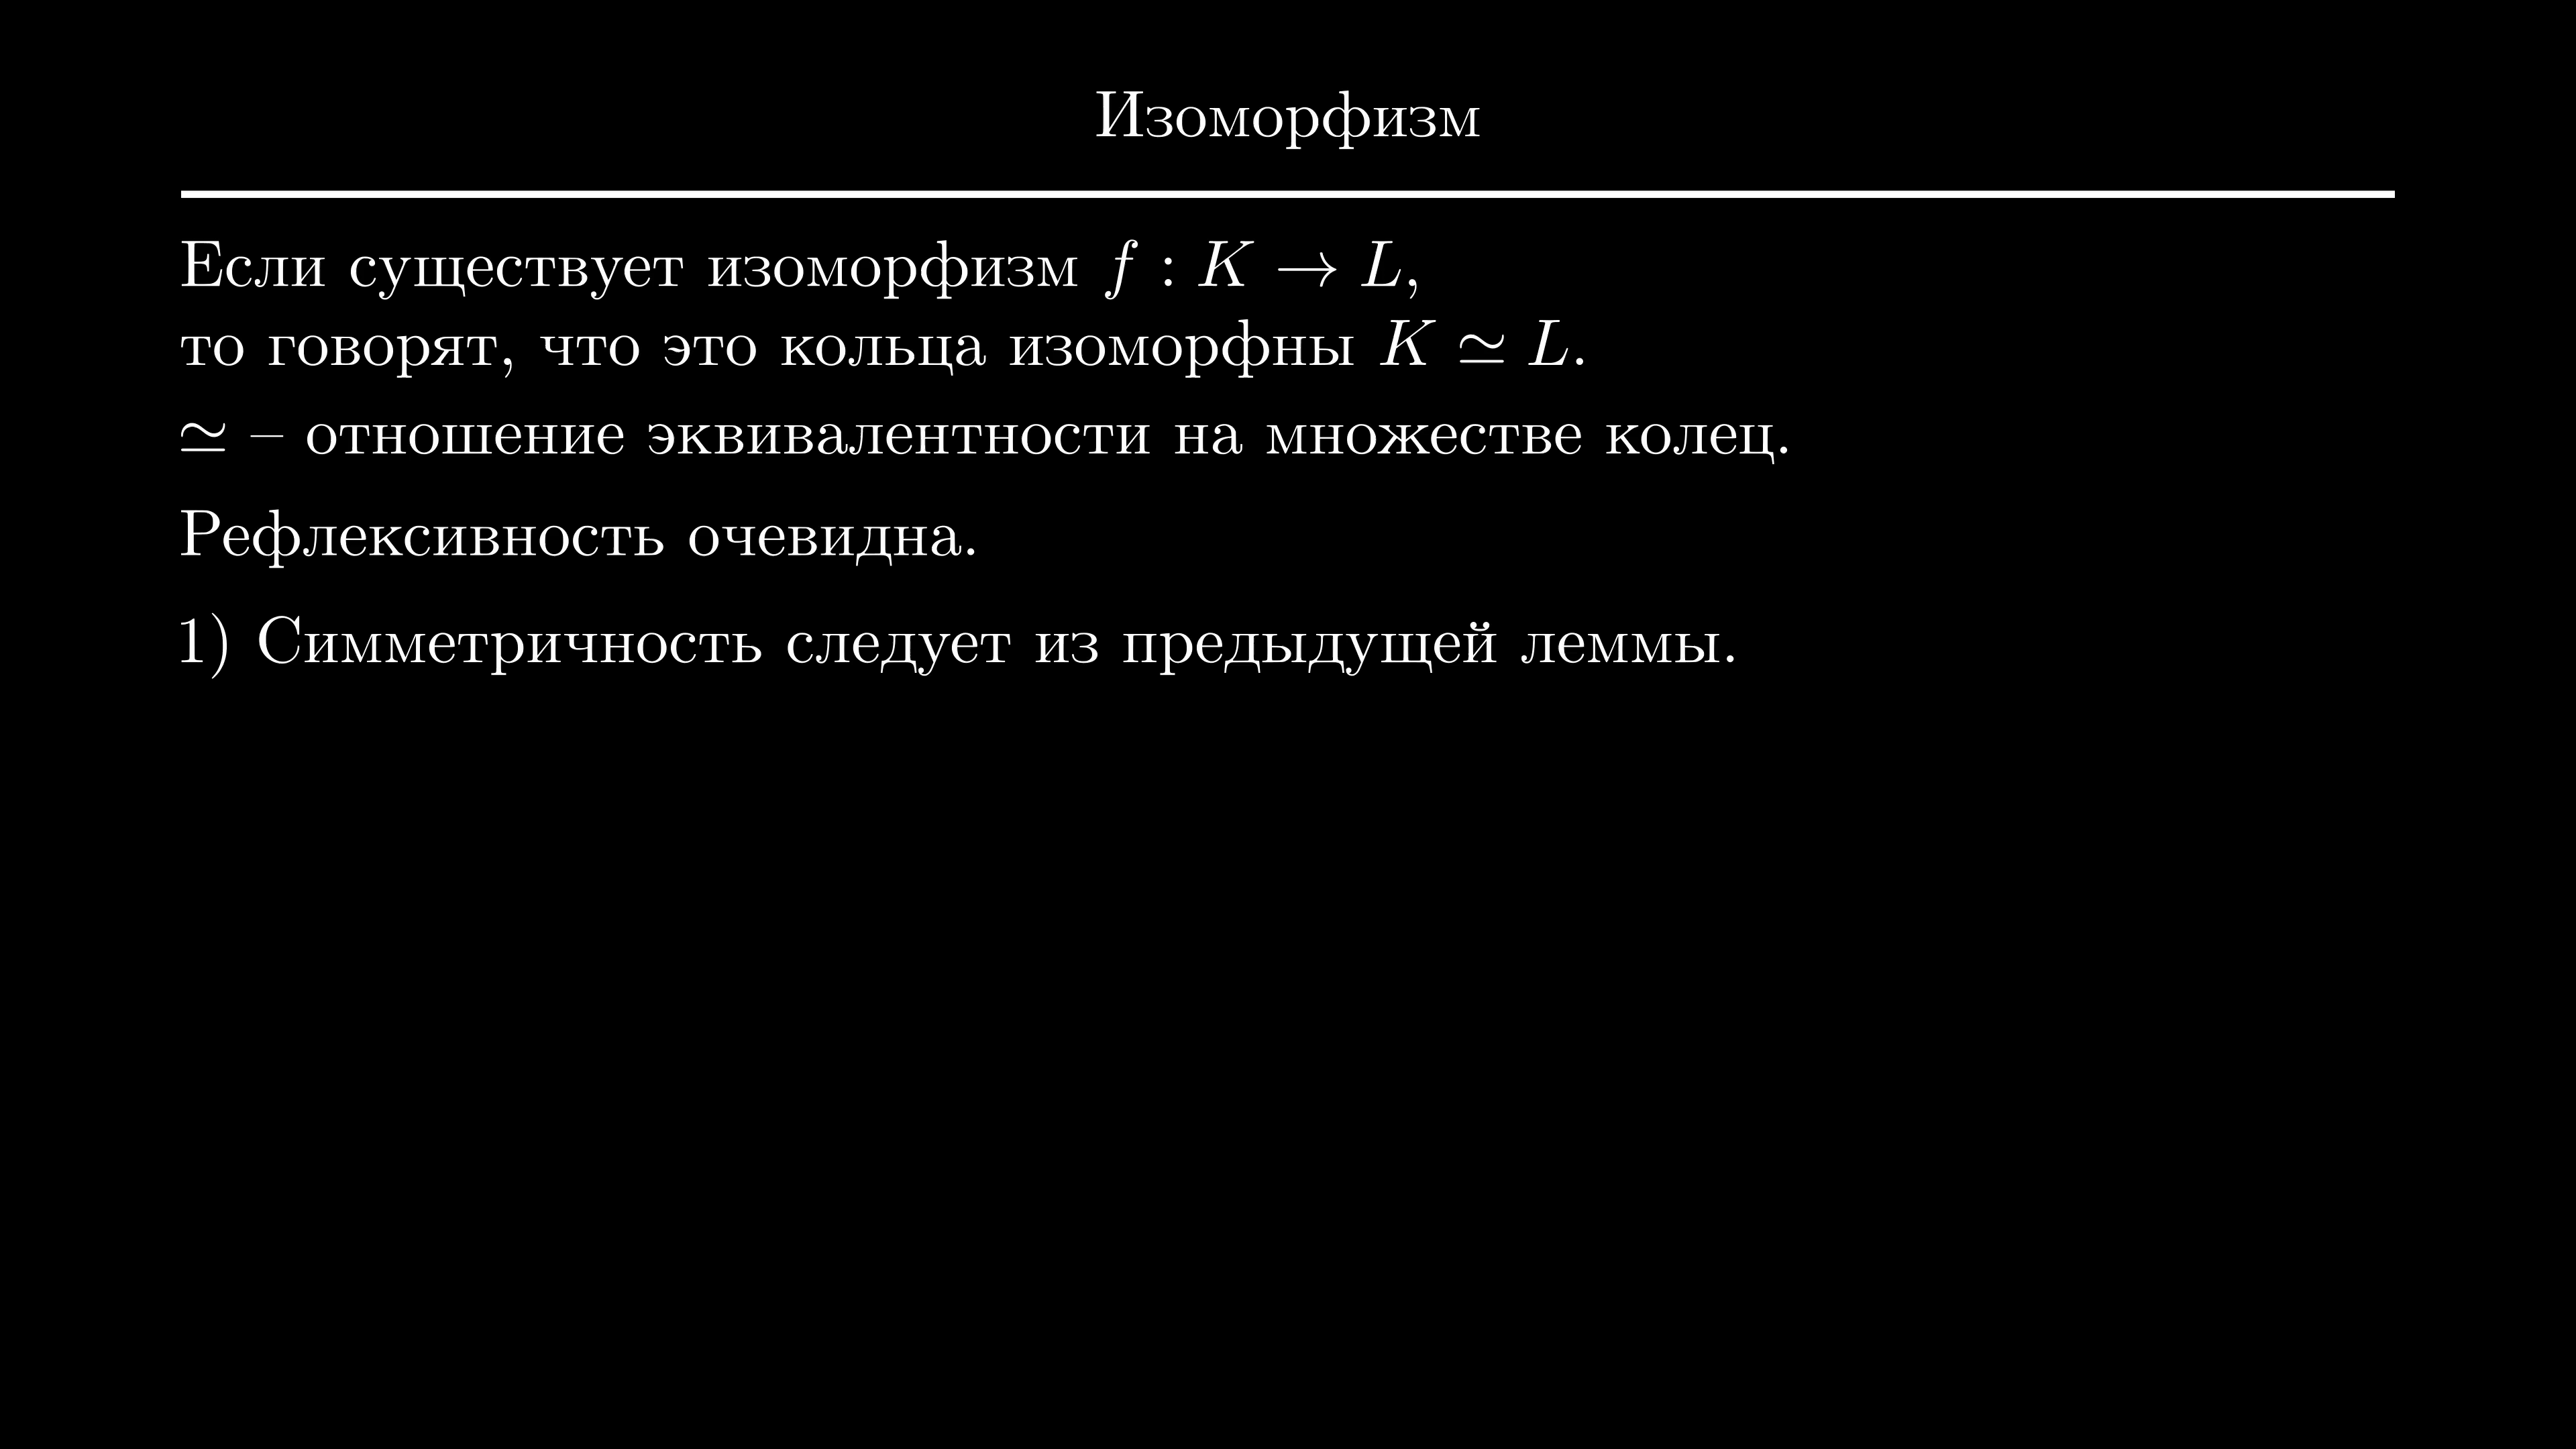 Изоморфизм
Если существует изоморфизм f : K → L,
то говорят, что это кольца изоморфны K ≃ L.
≃ – отношение эквивалентности на множестве колец.
Рефлексивность очевидна.
1) Симметричность следует из предыдущей леммы.